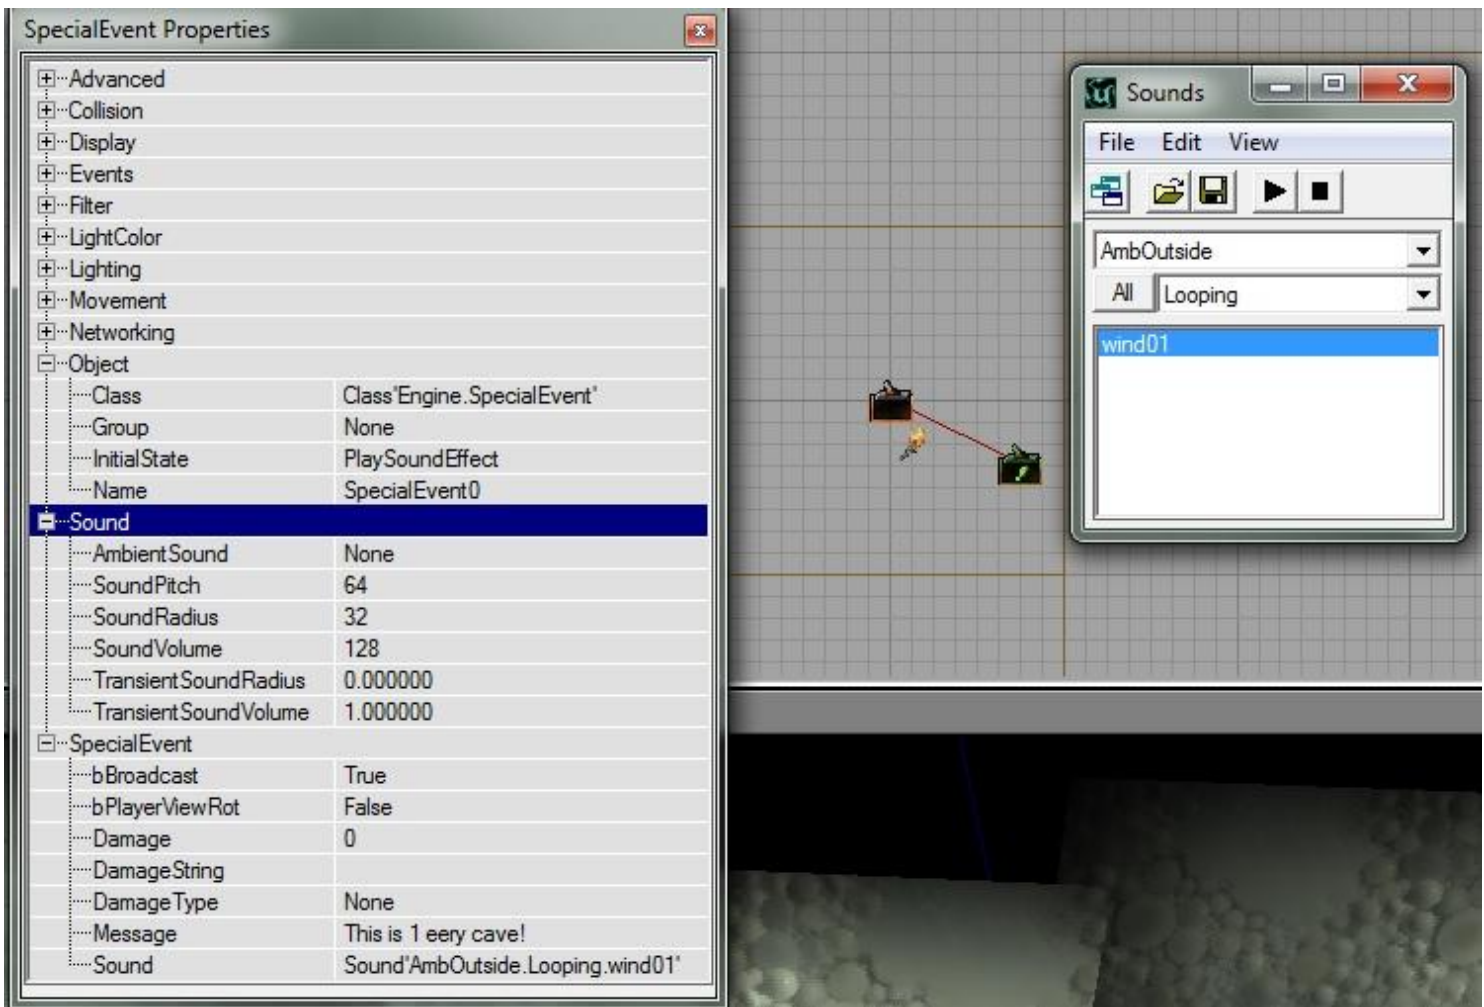 SpecialEvent Properties
Advanced
Collision
Display
Events
Filter
LightColor
Lighting
Movement
Networking
Object
Class Class'Engine.SpecialEvent'
Group None
InitialState PlaySoundEffect
Name SpecialEvent0
Sound
AmbientSound None
SoundPitch 64
SoundRadius 32
SoundVolume 128
TransientSoundRadius 0.000000
TransientSoundVolume 1.000000
SpecialEvent
bBroadcast True
bPlayerViewRot False
Damage 0
DamageString
DamageType None
Message This is 1 eery cave!
Sound Sound'AmbOutside.Looping.wind01'
Sounds
File Edit View
AmbOutside
All Looping
wind01